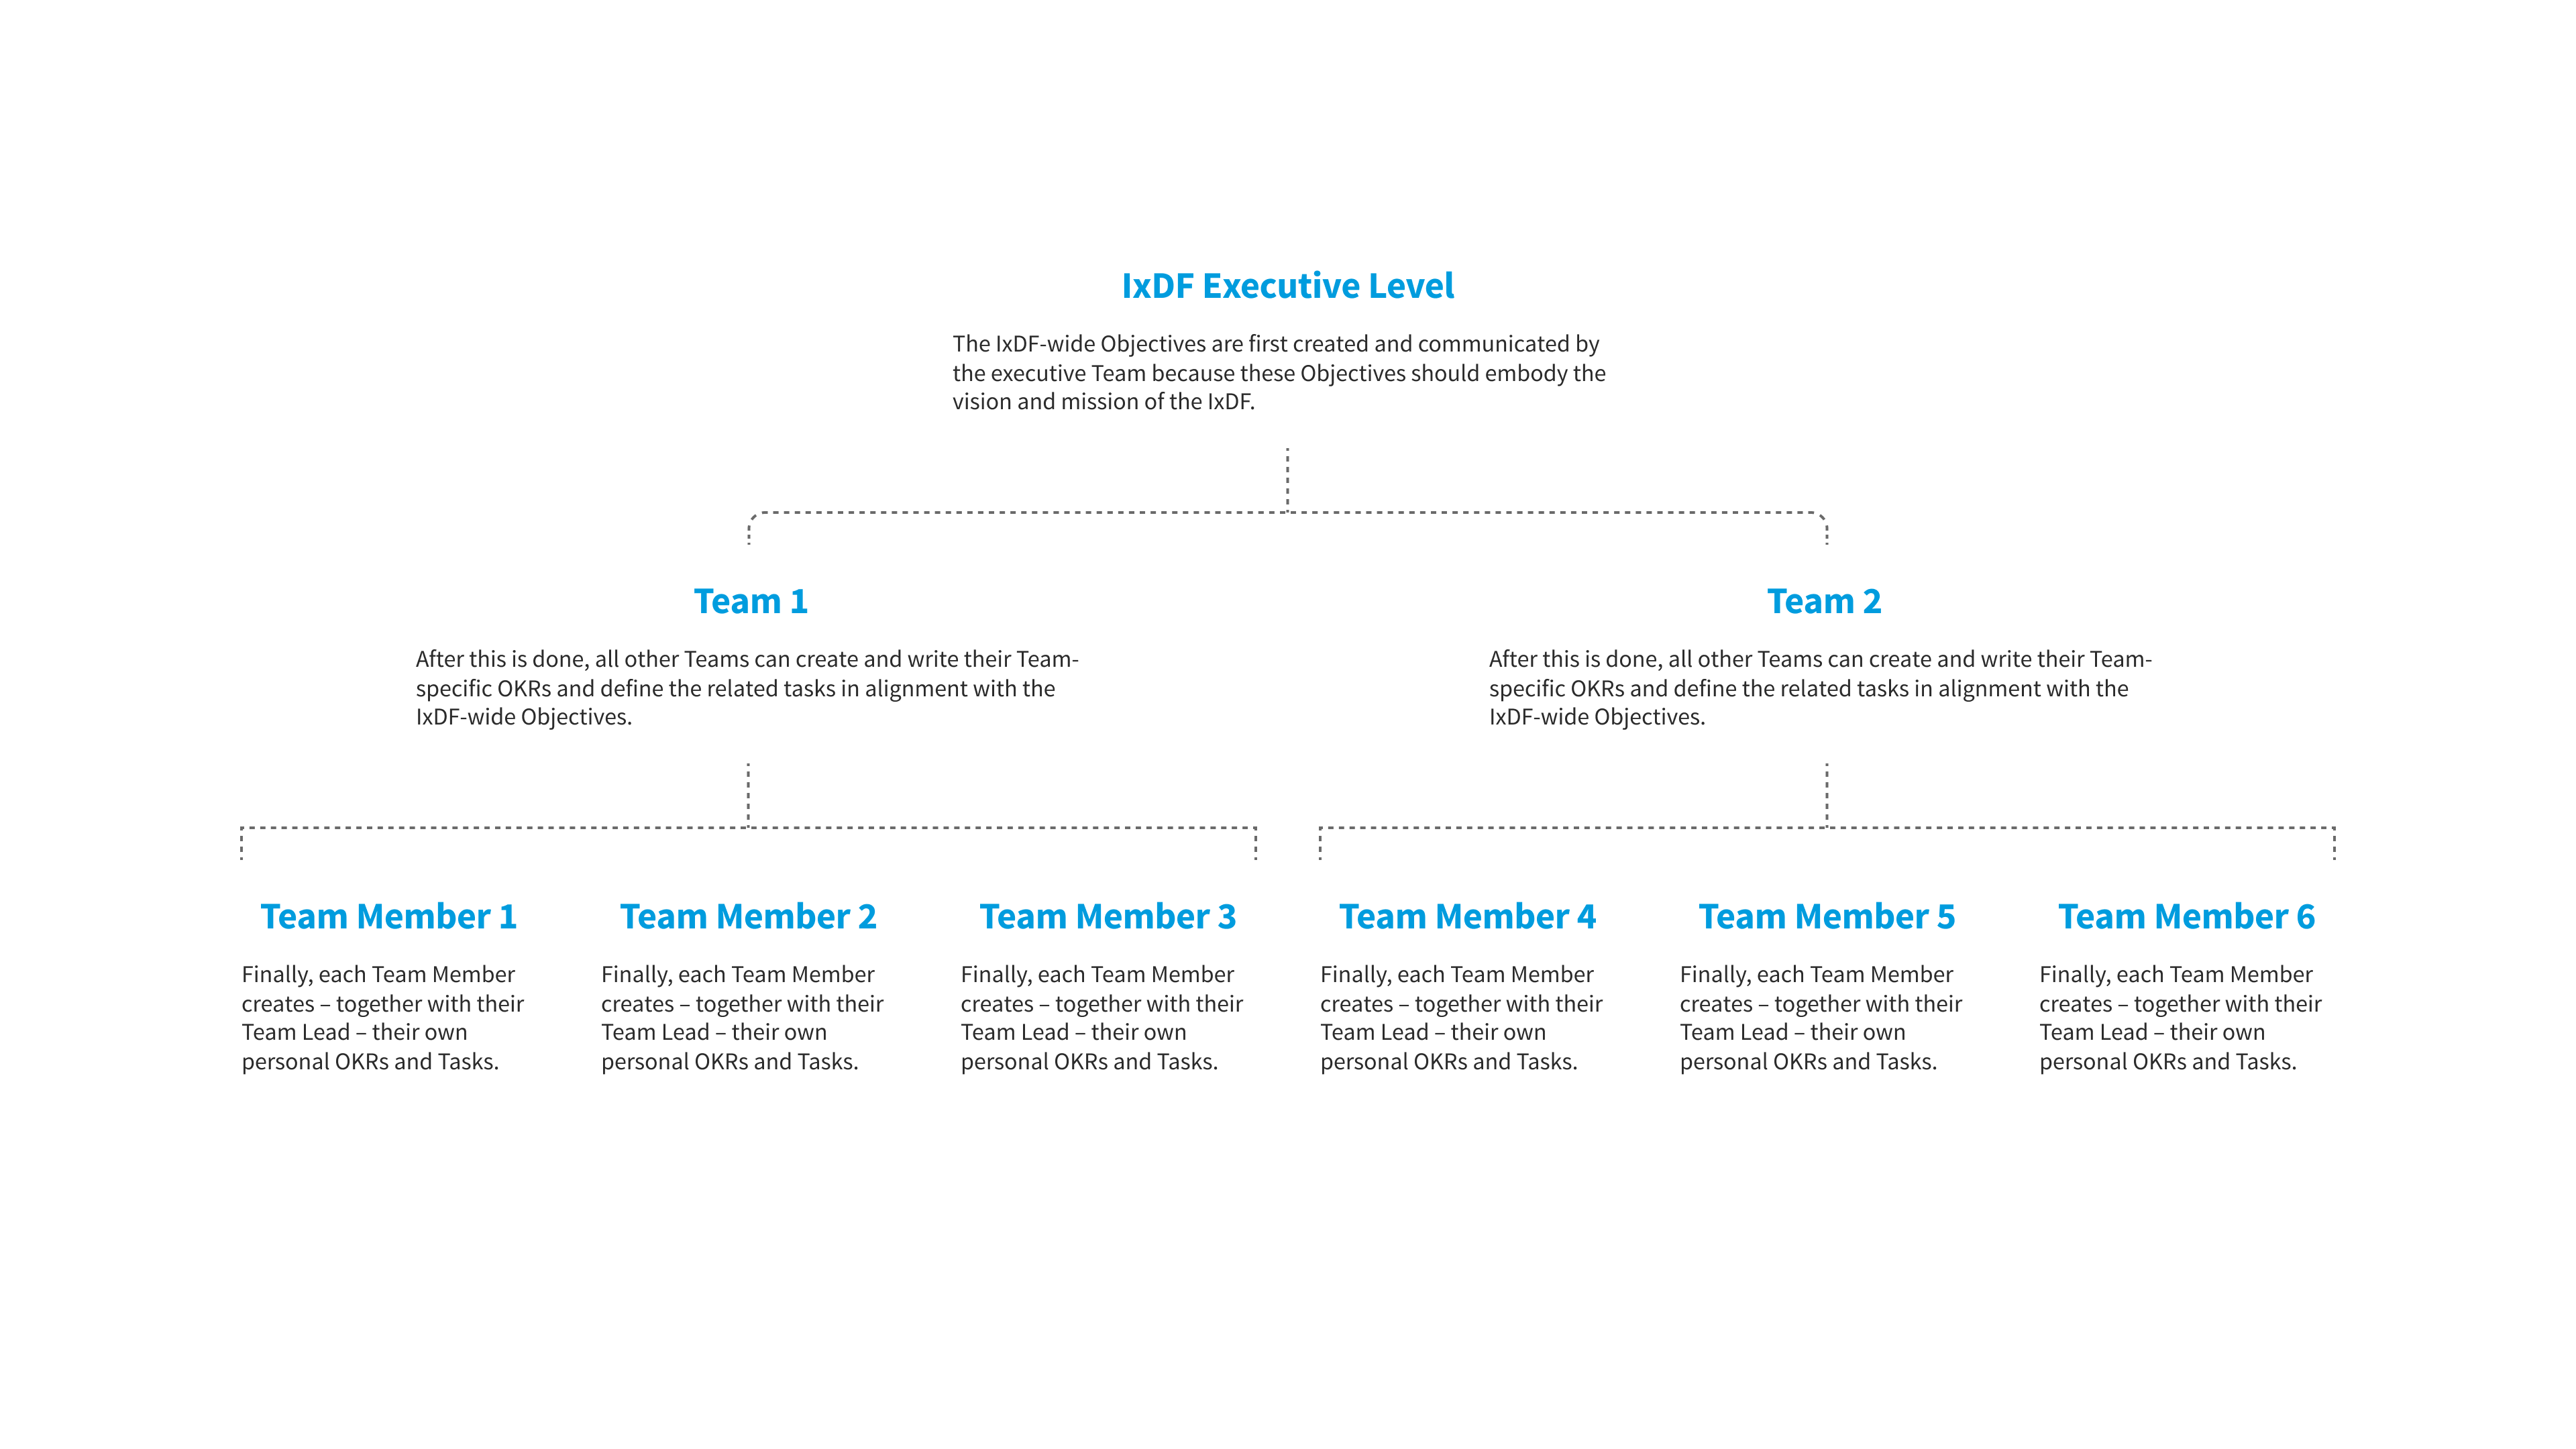 IxDF Executive Level
The IxDF-wide Objectives are first created and communicated by
the executive Team because these Objectives should embody the
vision and mission of the IxDF.
Team 1
After this is done, all other Teams can create and write their Team-
specific OKRs and define the related tasks in alignment with the
IxDF-wide Objectives.
Team 2
After this is done, all other Teams can create and write their Team-
specific OKRs and define the related tasks in alignment with the
IxDF-wide Objectives.
Team Member 1
Finally, each Team Member
creates – together with their
Team Lead – their own
personal OKRs and Tasks.
Team Member 2
Finally, each Team Member
creates – together with their
Team Lead – their own
personal OKRs and Tasks.
Team Member 3
Finally, each Team Member
creates – together with their
Team Lead – their own
personal OKRs and Tasks.
Team Member 4
Finally, each Team Member
creates – together with their
Team Lead – their own
personal OKRs and Tasks.
Team Member 5
Finally, each Team Member
creates – together with their
Team Lead – their own
personal OKRs and Tasks.
Team Member 6
Finally, each Team Member
creates – together with their
Team Lead – their own
personal OKRs and Tasks.